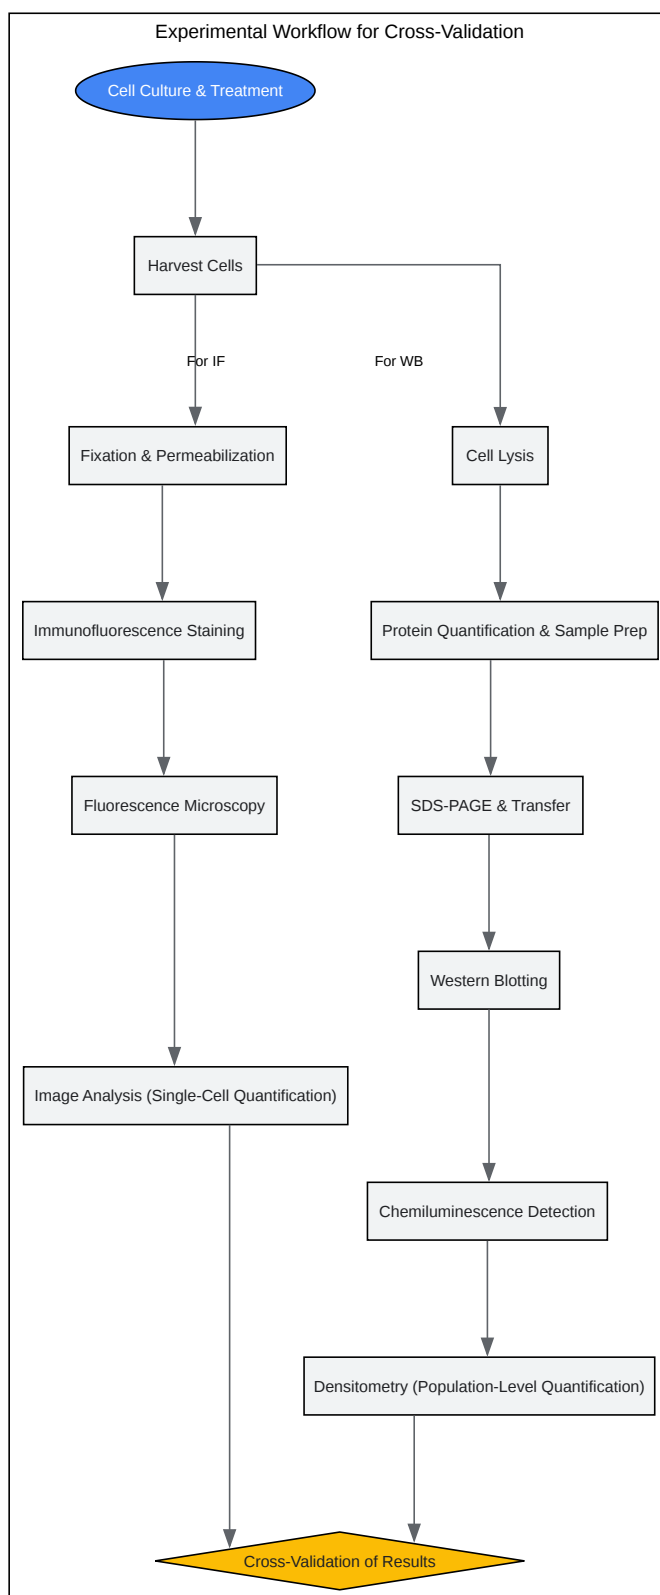 Experimental Workflow for Cross-Validation
Cell Culture & Treatment
Harvest Cells
For IF
For WB
Fixation & Permeabilization
Cell Lysis
Immunofluorescence Staining
Protein Quantification & Sample Prep
Fluorescence Microscopy
SDS-PAGE & Transfer
Western Blotting
Image Analysis (Single-Cell Quantification)
Chemiluminescence Detection
Densitometry (Population-Level Quantification)
Cross-Validation of Results